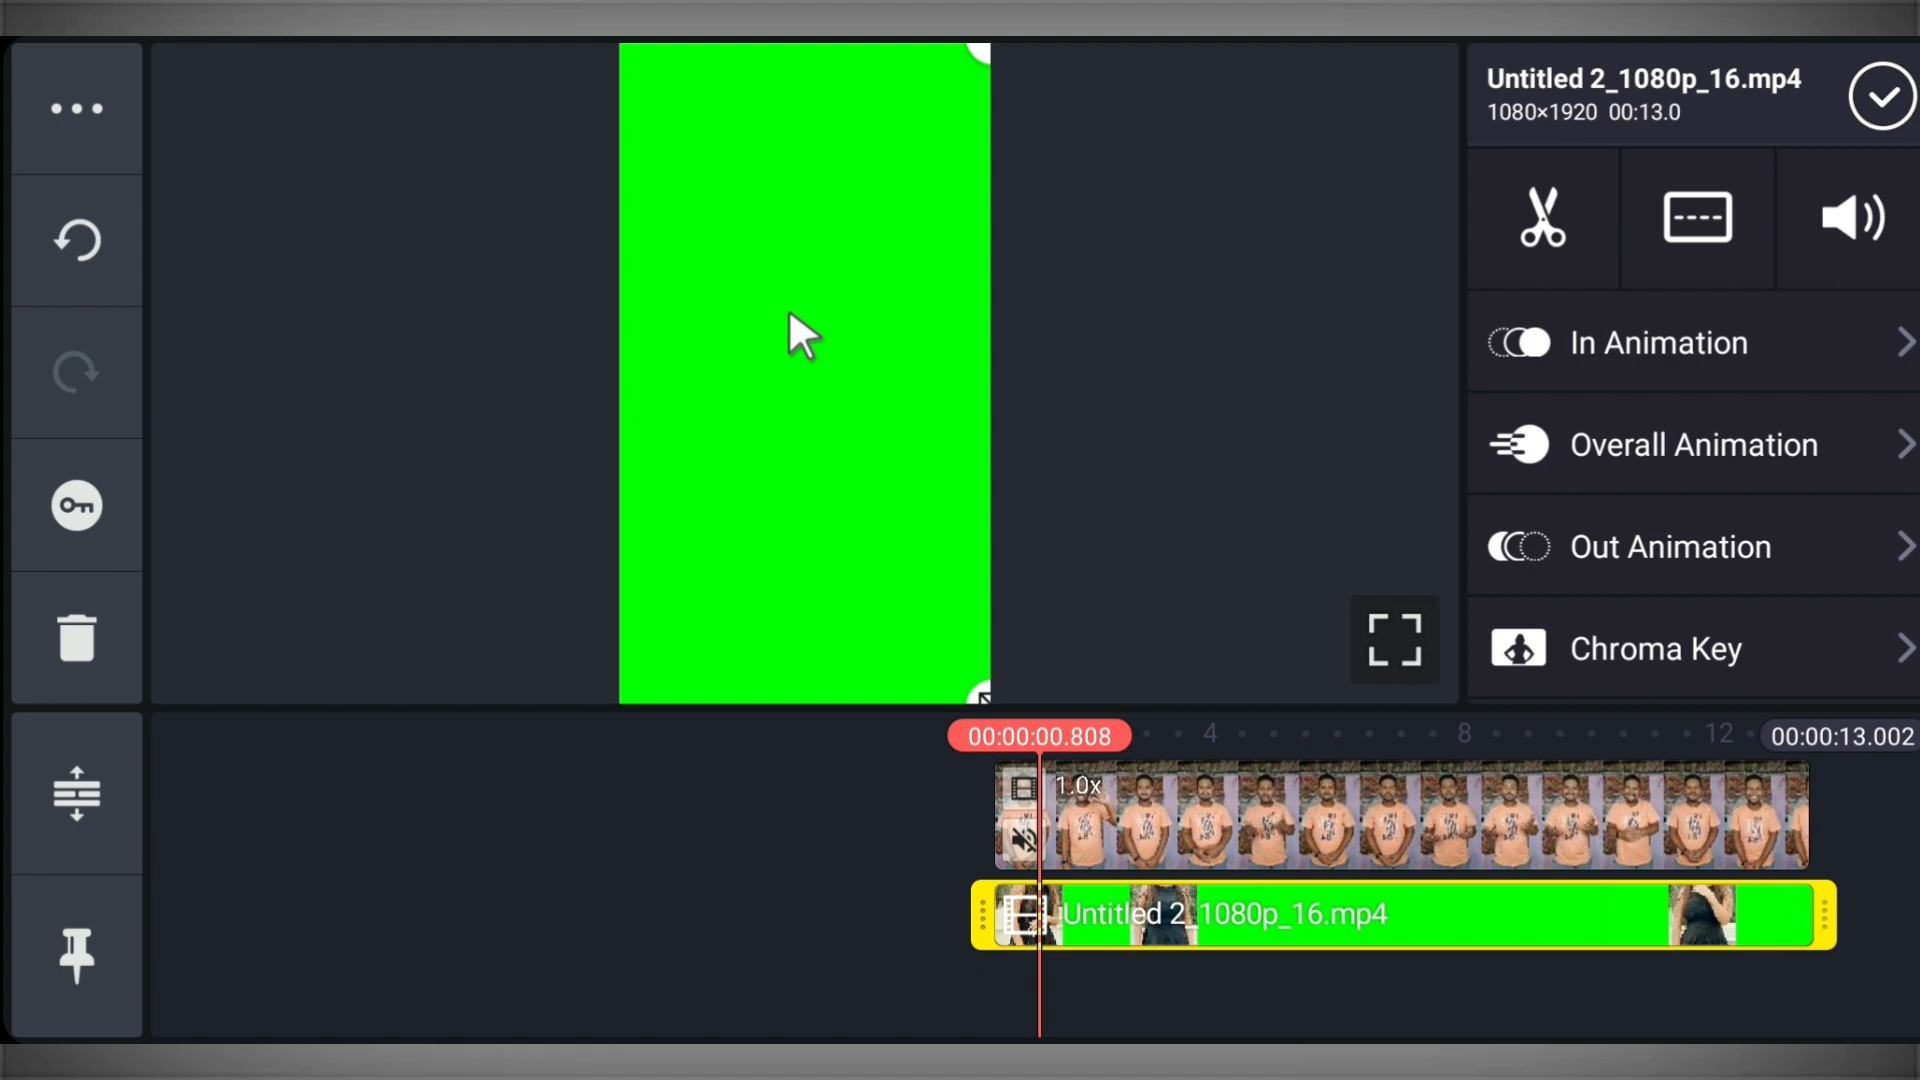 Untitled 2_1080p_16.mp4
1080×1920 00:13.0
In Animation
Overall Animation
Out Animation
Chroma Key
00:00:00.808
4
8
12
00:00:13.002
1.0x
Untitled 2_1080p_16.mp4